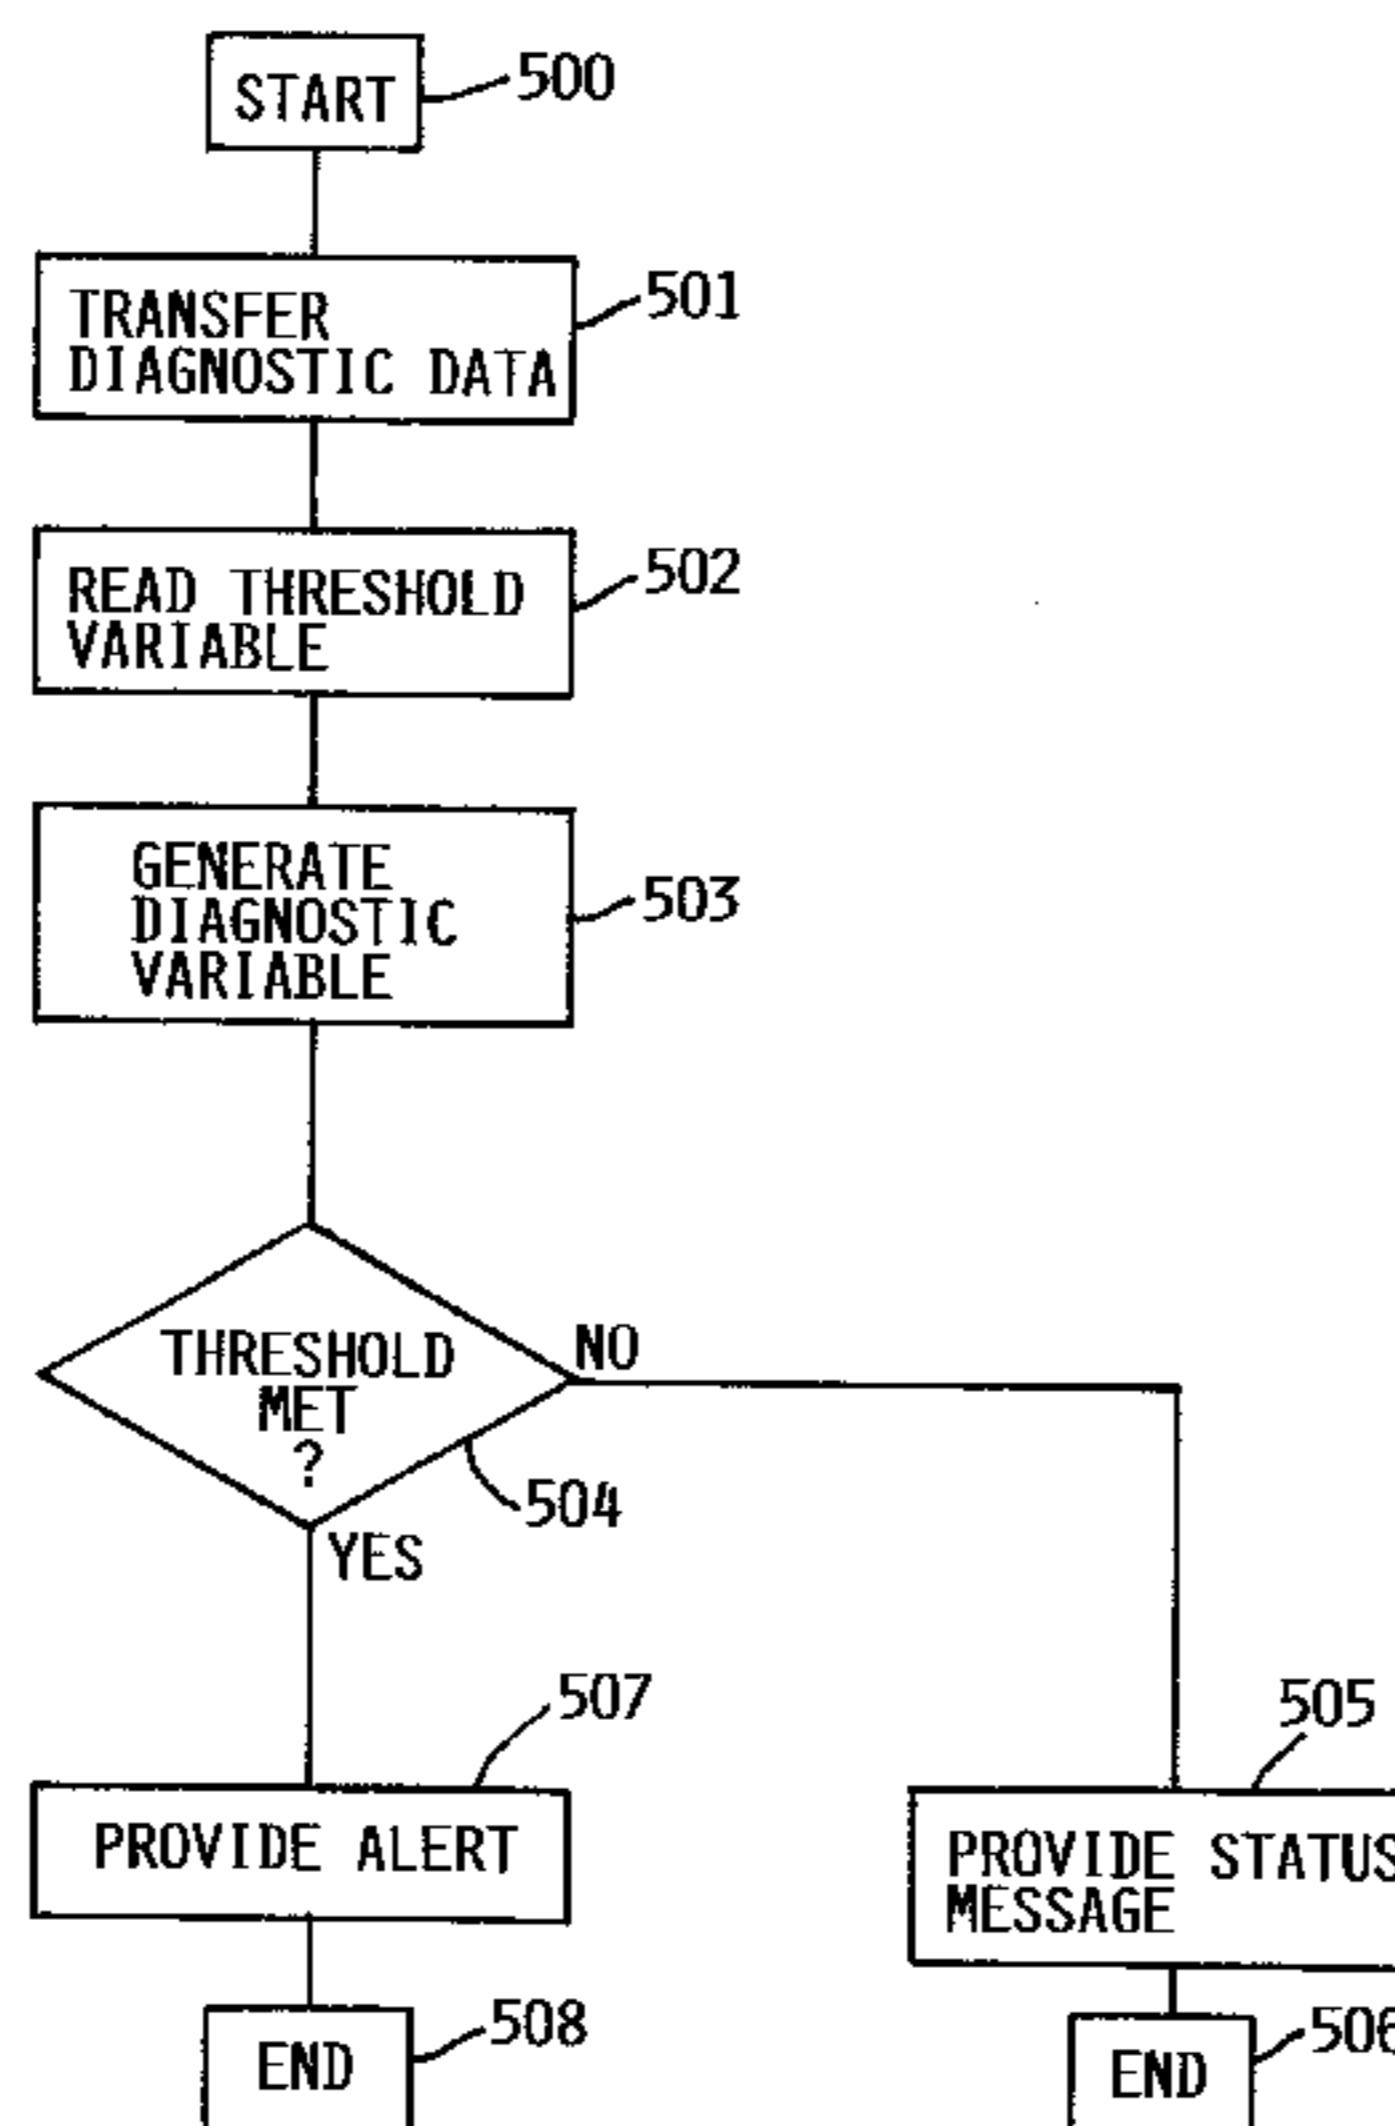 START
500
TRANSFER
DIAGNOSTIC DATA
501
READ THRESHOLD
VARIABLE
502
GENERATE
DIAGNOSTIC
VARIABLE
503
THRESHOLD
MET
?
NO
504
YES
507
PROVIDE ALERT
505
PROVIDE STATUS
MESSAGE
END
508
END
506